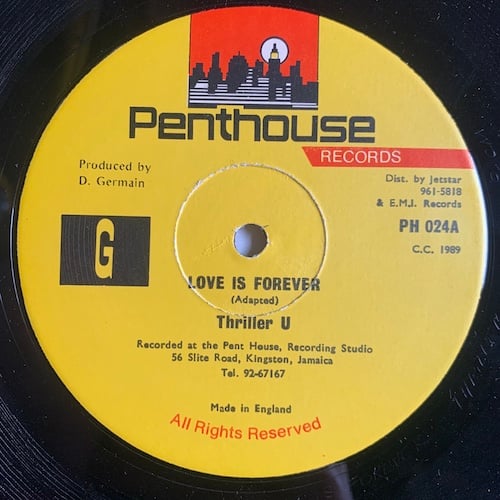 Penthouse
RECORDS
Produced by
D. Germain
Dist. by Jetstar
961-5818
& E.M.I. Records
PH 024A
C.C. 1989
G
LOVE IS FOREVER
(Adapted)
Thriller U
Recorded at the Pent House, Recording Studio
56 Slite Road, Kingston, Jamaica
Tel. 92-67167
Made in England
All Rights Reserved